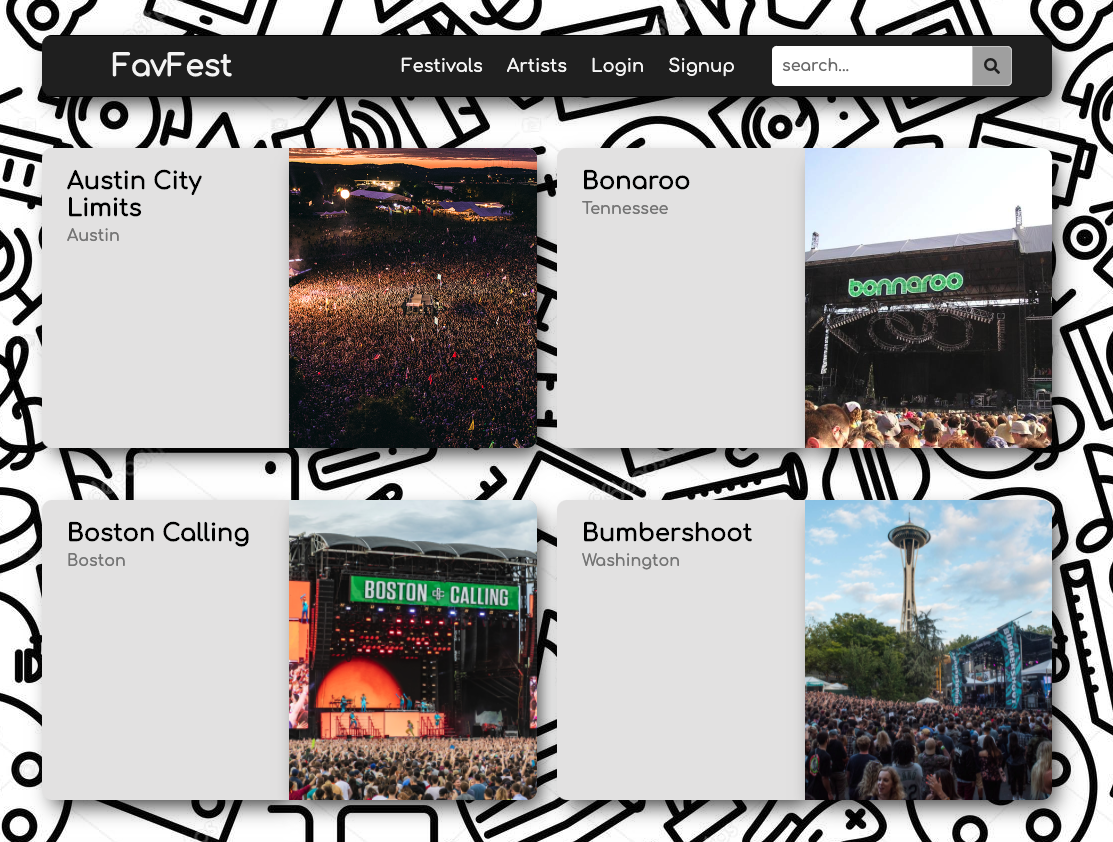 FavFest
Festivals Artists Login Signup
search...
Austin City
Limits
Austin
Bonaroo
Tennessee
bonnaroo
Boston Calling
Boston
BOSTON CALLING
Bumbershoot
Washington
BUMBERSHOOT